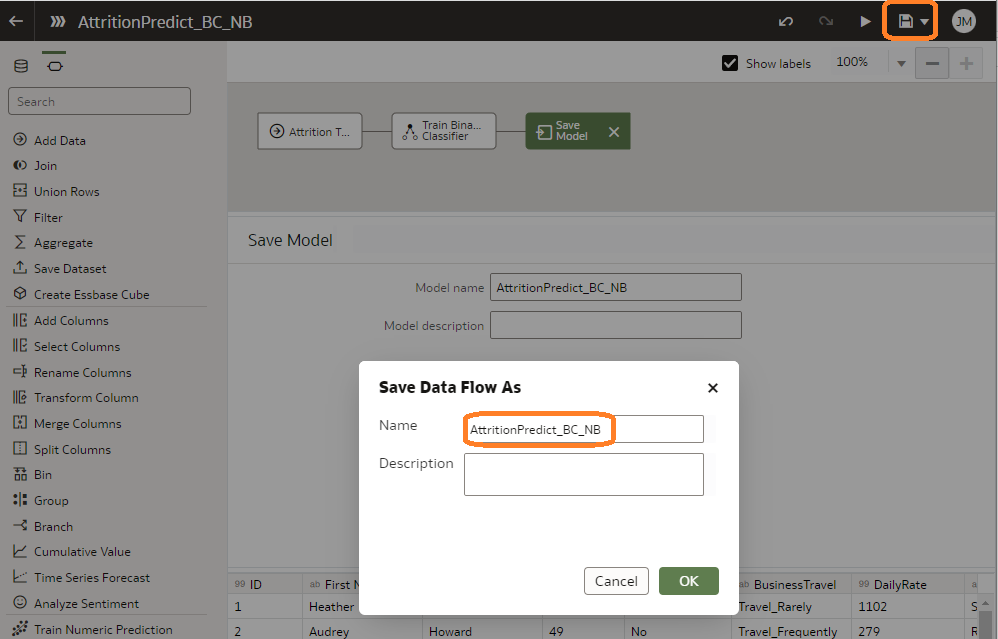 AttritionPredict_BC_NB
JM
Show labels
100%
Search
Add Data
Join
Union Rows
Filter
Aggregate
Save Dataset
Create Essbase Cube
Add Columns
Select Columns
Rename Columns
Transform Column
Merge Columns
Split Columns
Bin
Group
Branch
Cumulative Value
Time Series Forecast
Analyze Sentiment
Train Numeric Prediction
Attrition T...
Train Bina...
Classifier
Save
Model
Save Model
Model name
AttritionPredict_BC_NB
Model description
Save Data Flow As
Name
AttritionPredict_BC_NB
Description
Cancel
OK
99 ID
ab First N
ab BusinessTravel
99 DailyRate
a
1
Heather
Travel_Rarely
1102
S
2
Audrey
Howard
49
No
Travel_Frequently
279
R